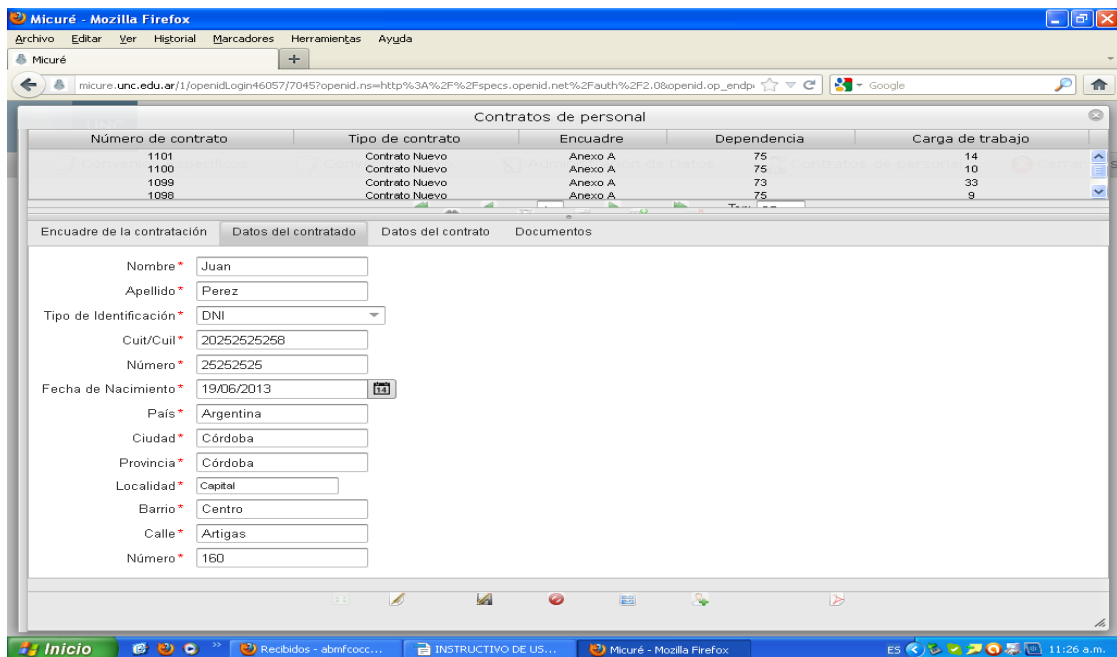 Micuré - Mozilla Firefox
Archivo Editar Ver Historial Marcadores Herramientas Ayuda
Micuré
micure.unc.edu.ar/1/openidLogin46057/7045?openid.ns=http%3A%2F%2Fspecs.openid.net%2Fauth%2F2.0&openid.op_endp Google
Contratos de personal
Número de contrato Tipo de contrato Encuadre Dependencia Carga de trabajo
1101 Contrato Nuevo Anexo A 75 14
1100 Contrato Nuevo Anexo A 75 10
1099 Contrato Nuevo Anexo A 73 33
1098 Contrato Nuevo Anexo A 75 9
Encuadre de la contratación Datos del contratado Datos del contrato Documentos
Nombre* Juan
Apellido* Perez
Tipo de Identificación* DNI
Cuit/Cuil* 20252525258
Número* 25252525
Fecha de Nacimiento* 19/06/2013 14
País* Argentina
Ciudad* Córdoba
Provincia* Córdoba
Localidad* Capital
Barrio* Centro
Calle* Artigas
Número* 160
Inicio Recibidos - abmfcocc... INSTRUCTIVO DE US... Micuré - Mozilla Firefox ES 11:26 a.m.